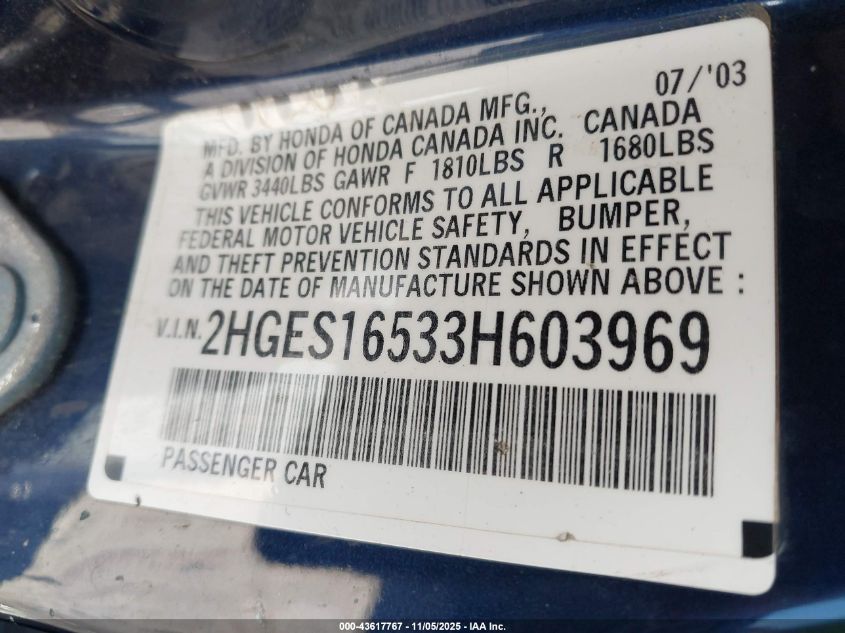 07/'03
MFD. BY HONDA OF CANADA MFG.,
A DIVISION OF HONDA CANADA INC. CANADA
GVWR 3440LBS GAWR F 1810LBS R 1680LBS
THIS VEHICLE CONFORMS TO ALL APPLICABLE
FEDERAL MOTOR VEHICLE SAFETY, BUMPER,
AND THEFT PREVENTION STANDARDS IN EFFECT
ON THE DATE OF MANUFACTURE SHOWN ABOVE :
V.I.N. 2HGES16533H603969
PASSENGER CAR
000-43617767 - 11/05/2025 - IAA Inc.